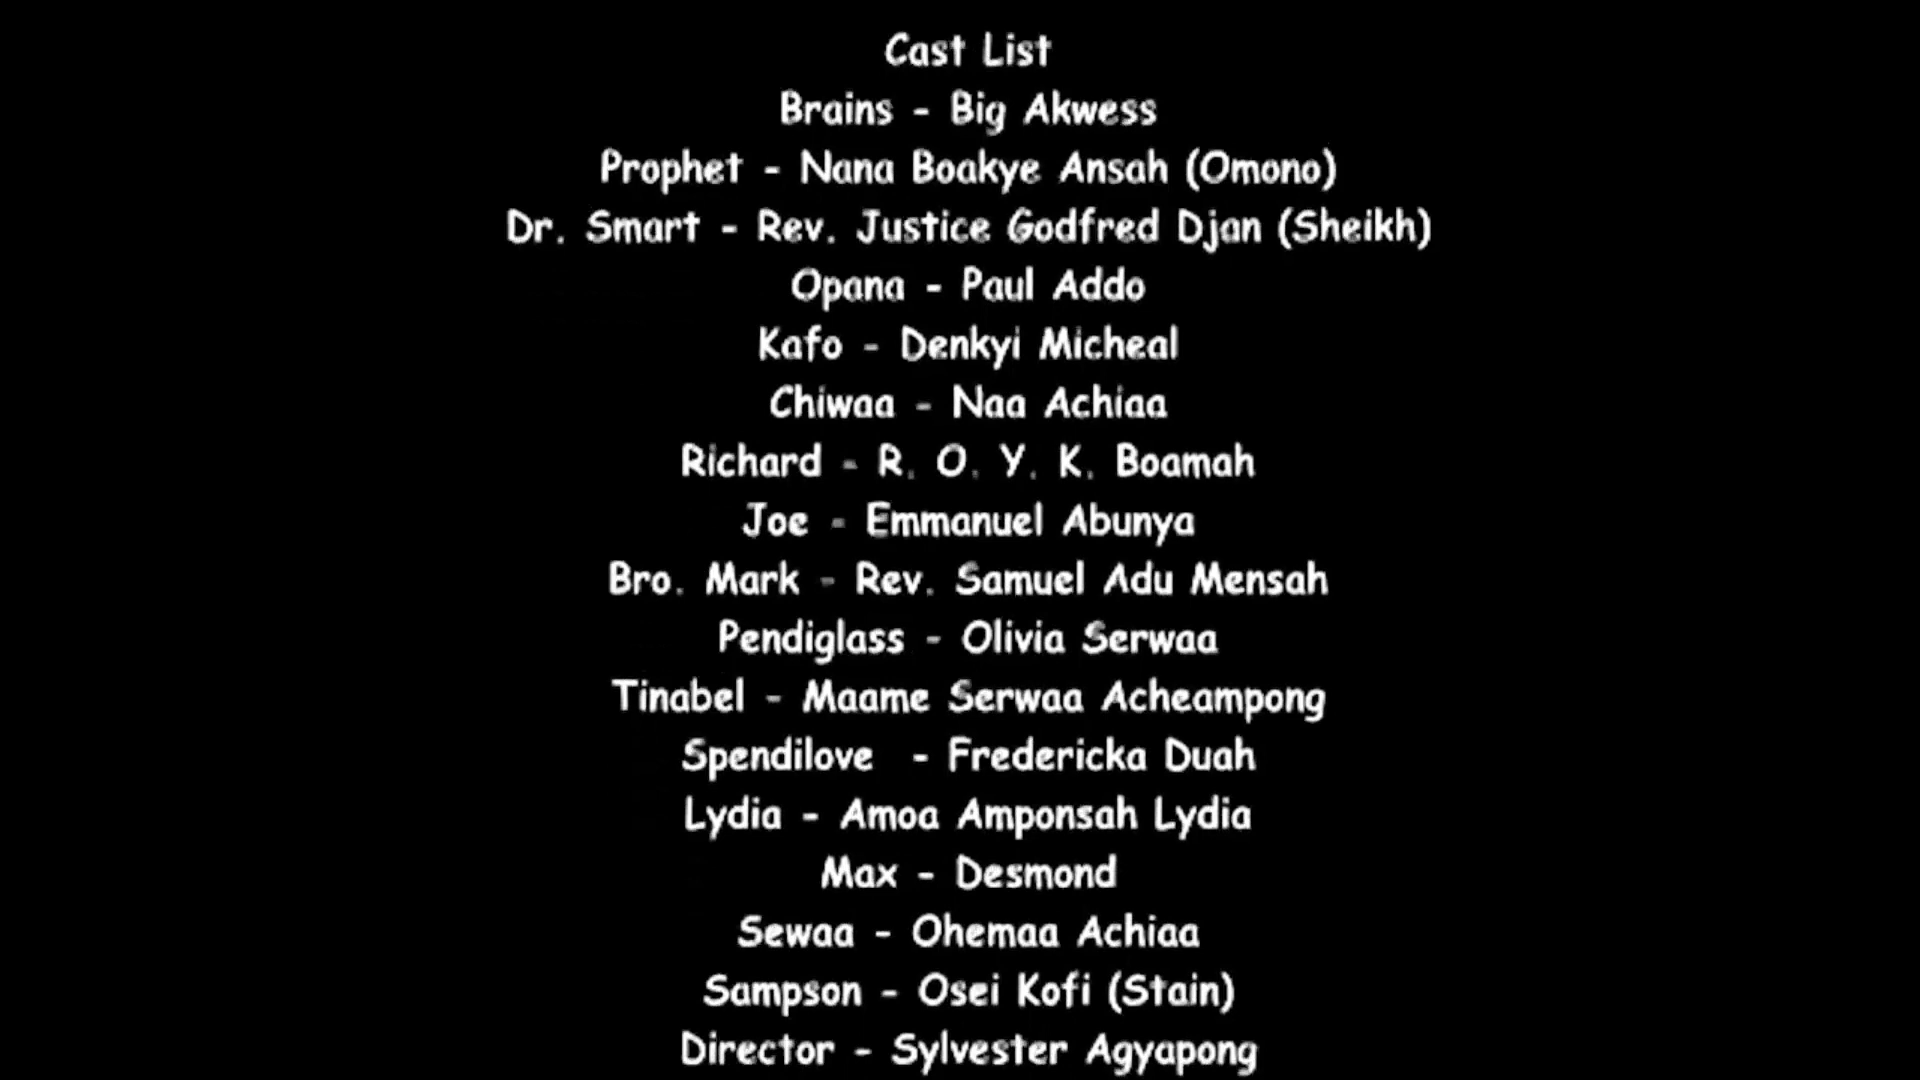 Cast List
Brains - Big Akwess
Prophet - Nana Boakye Ansah (Omono)
Dr. Smart - Rev. Justice Godfred Djan (Sheikh)
Opana - Paul Addo
Kafo - Denkyi Micheal
Chiwaa - Naa Achiaa
Richard - R. O. Y. K. Boamah
Joe - Emmanuel Abunya
Bro. Mark - Rev. Samuel Adu Mensah
Pendiglass - Olivia Serwaa
Tinabel - Maame Serwaa Acheampong
Spendilove - Fredericka Duah
Lydia - Amoa Amponsah Lydia
Max - Desmond
Sewaa - Ohemaa Achiaa
Sampson - Osei Kofi (Stain)
Director - Sylvester Agyapong